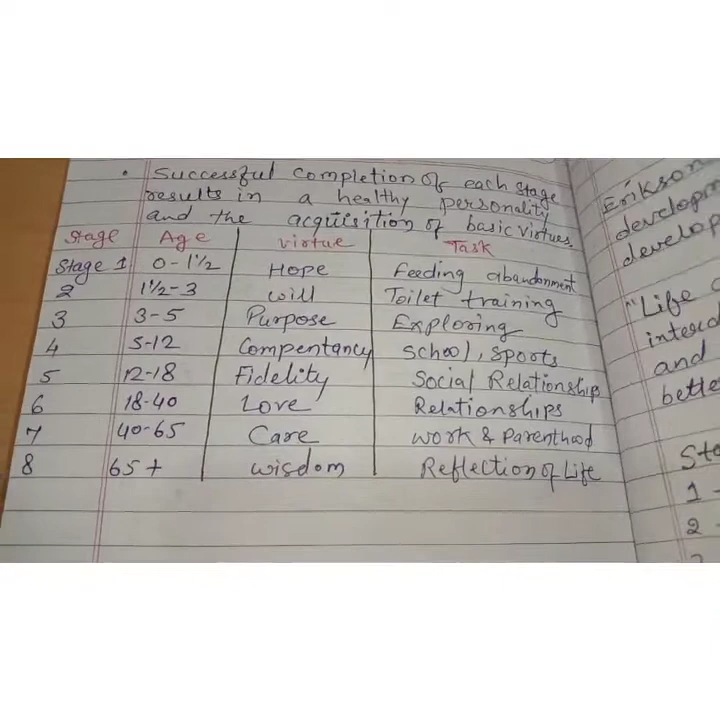 • Successful completion of each stage
results in a healthy personality
and the acquisition of basic virtues.
Stage Age Virtue Task
Stage 1 0-1½ Hope Feeding abandonment
2 1½-3 Will Toilet training
3 3-5 Purpose Exploring
4 5-12 Compentancy School, Sports
5 12-18 Fidelity Social Relationship
6 18-40 Love Relationships
7 40-65 Care Work & Parenthood
8 65+ Wisdom Reflection of Life
Erikson
developm
develop
"Life
interd
and
bette
Sta
1 -
2 -